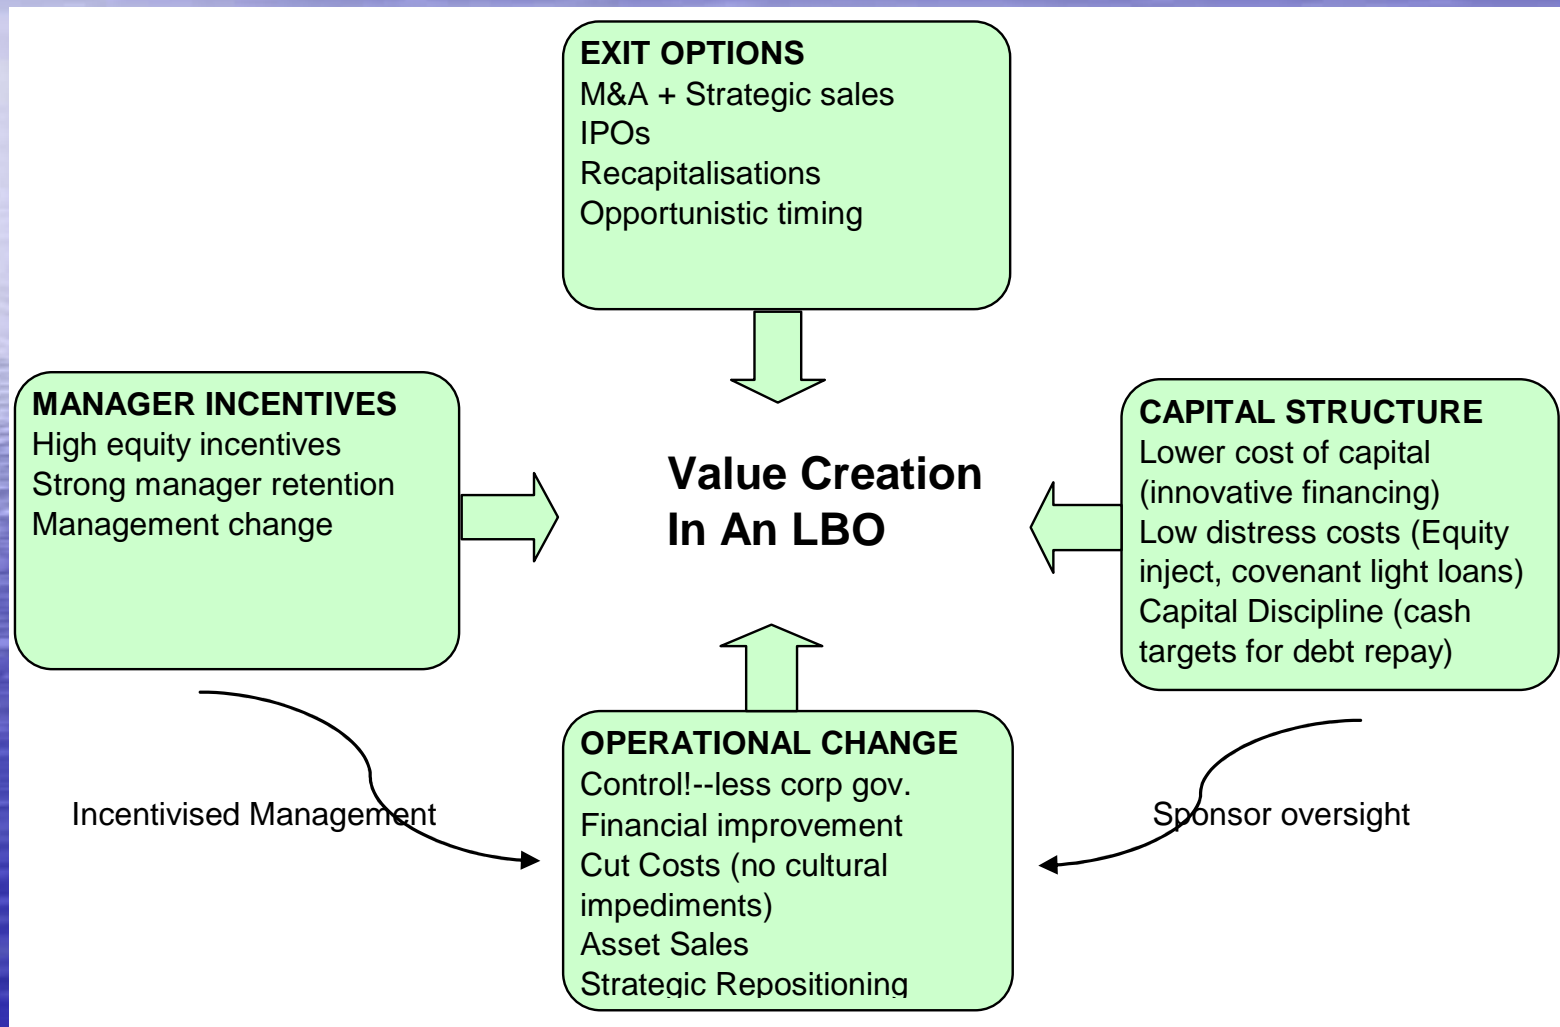 EXIT OPTIONS
M&A + Strategic sales
IPOs
Recapitalisations
Opportunistic timing
MANAGER INCENTIVES
High equity incentives
Strong manager retention
Management change
Value Creation
In An LBO
CAPITAL STRUCTURE
Lower cost of capital
(innovative financing)
Low distress costs (Equity
inject, covenant light loans)
Capital Discipline (cash
targets for debt repay)
Incentivised Management
OPERATIONAL CHANGE
Control!--less corp gov.
Financial improvement
Cut Costs (no cultural
impediments)
Asset Sales
Strategic Repositioning
Sponsor oversight